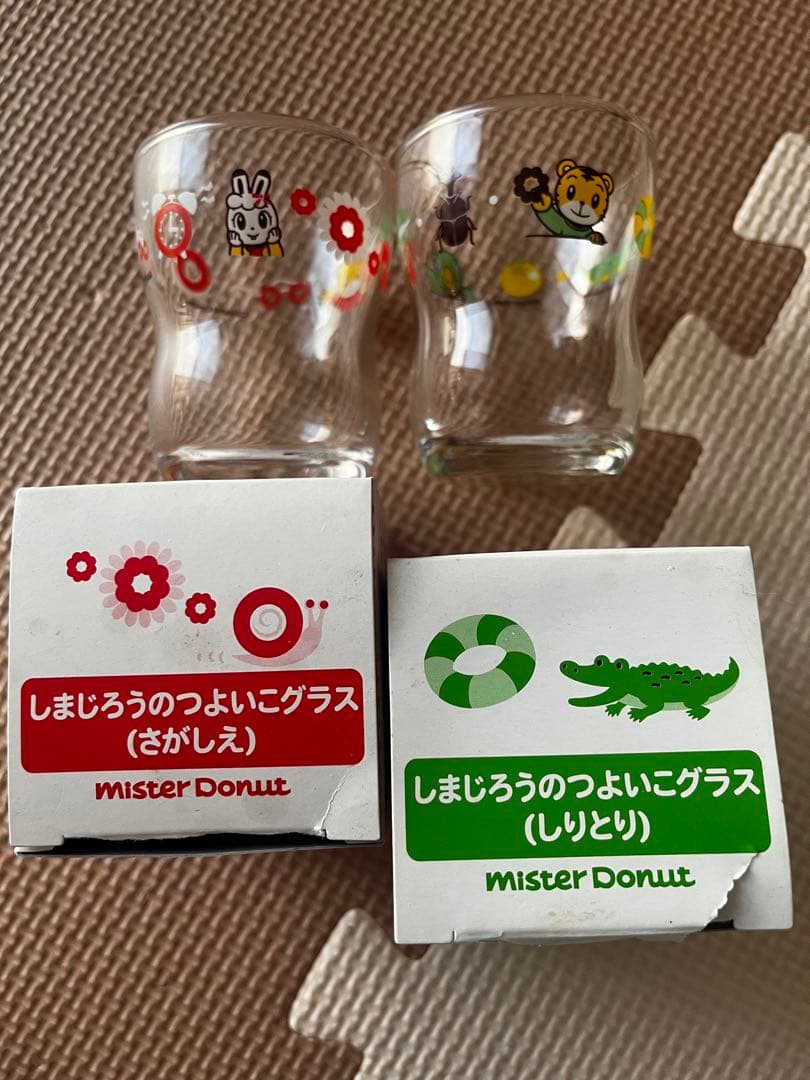 しまじろうのつよいこグラス
(さがしえ)
mister Donut
しまじろうのつよいこグラス
(しりとり)
mister Donut